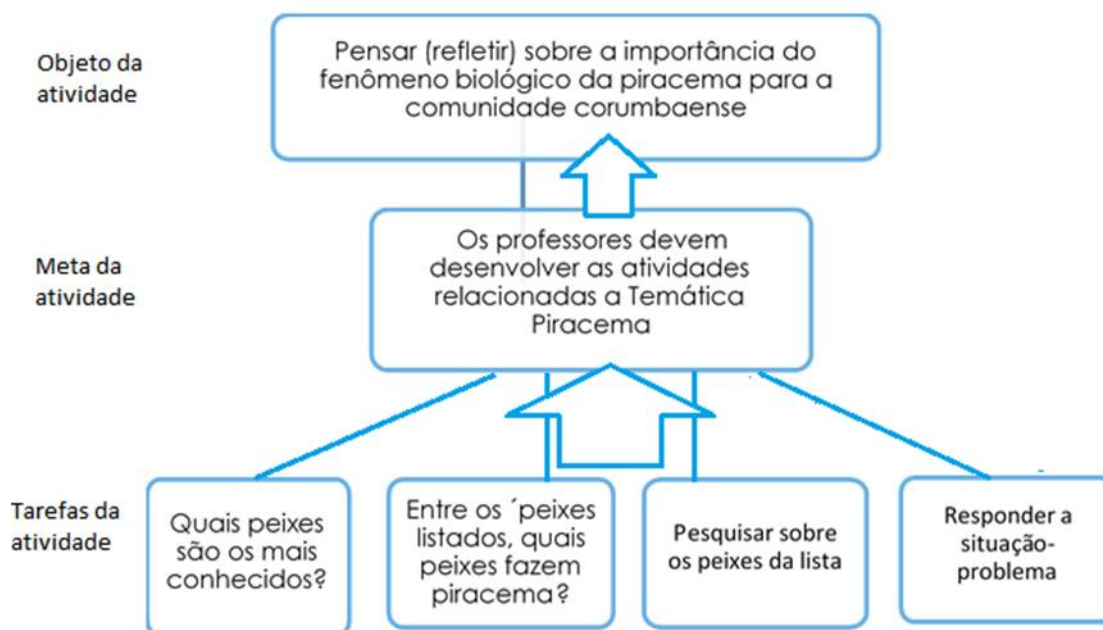 Objeto da
atividade
Pensar (refletir) sobre a importância do
fenômeno biológico da piracema para a
comunidade corumbaense
Meta da
atividade
Os professores devem
desenvolver as atividades
relacionadas a Temática
Piracema
Tarefas da
atividade
Quais peixes
são os mais
conhecidos?
Entre os ´peixes
listados, quais
peixes fazem
piracema?
Pesquisar sobre
os peixes da lista
Responder a
situação-
problema